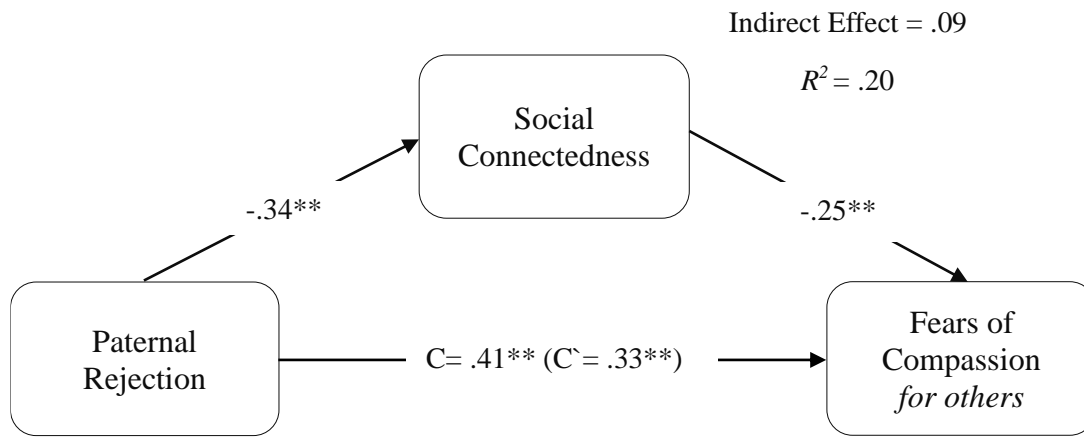 Indirect Effect = .09
R² = .20
Social
Connectedness
-.34**
-.25**
Paternal
Rejection
C= .41** (C`= .33**)
Fears of
Compassion
for others